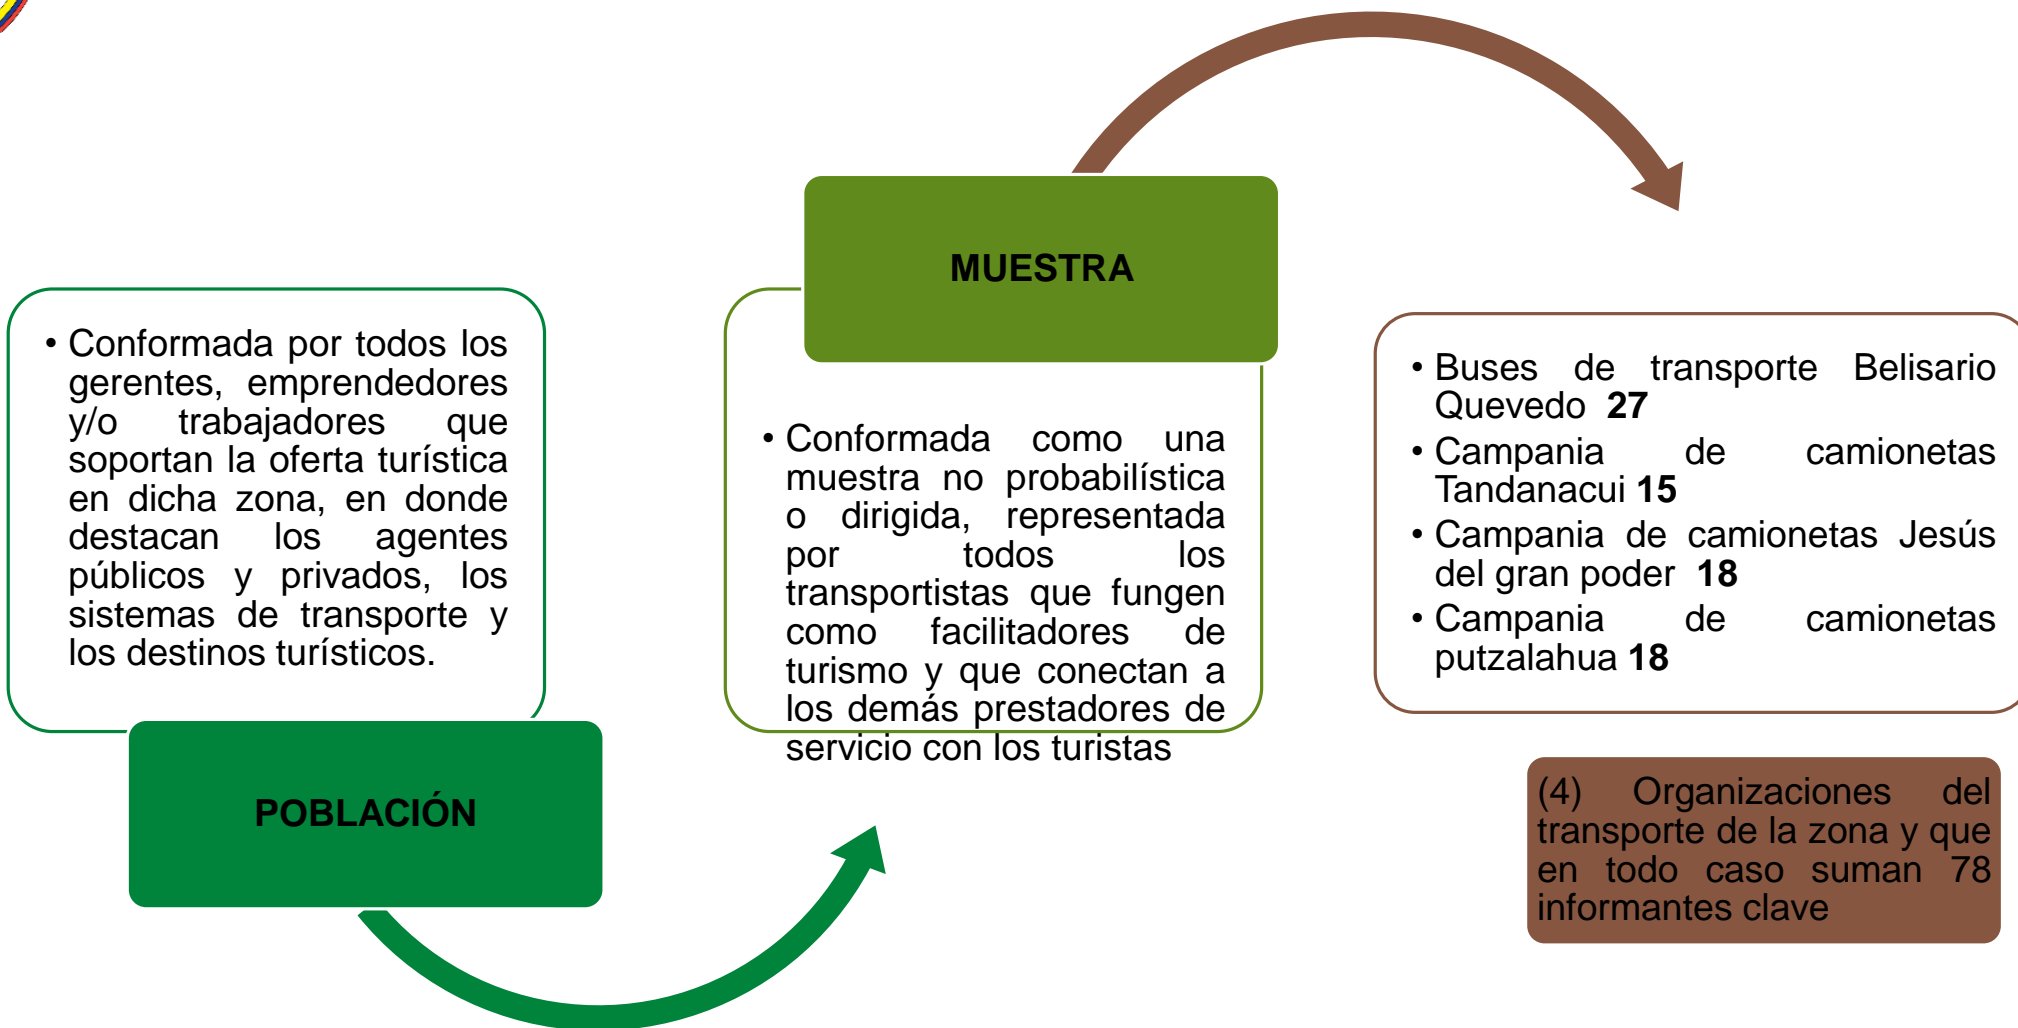 • Conformada por todos los
gerentes, emprendedores
y/o trabajadores que
soportan la oferta turística
en dicha zona, en donde
destacan los agentes
públicos y privados, los
sistemas de transporte y
los destinos turísticos.
POBLACIÓN
MUESTRA
• Conformada como una
muestra no probabilística
o dirigida, representada
por todos los
transportistas que fungen
como facilitadores de
turismo y que conectan a
los demás prestadores de
servicio con los turistas
• Buses de transporte Belisario
Quevedo 27
• Campania de camionetas
Tandanacui 15
• Campania de camionetas Jesús
del gran poder 18
• Campania de camionetas
putzalahua 18
(4) Organizaciones del
transporte de la zona y que
en todo caso suman 78
informantes clave